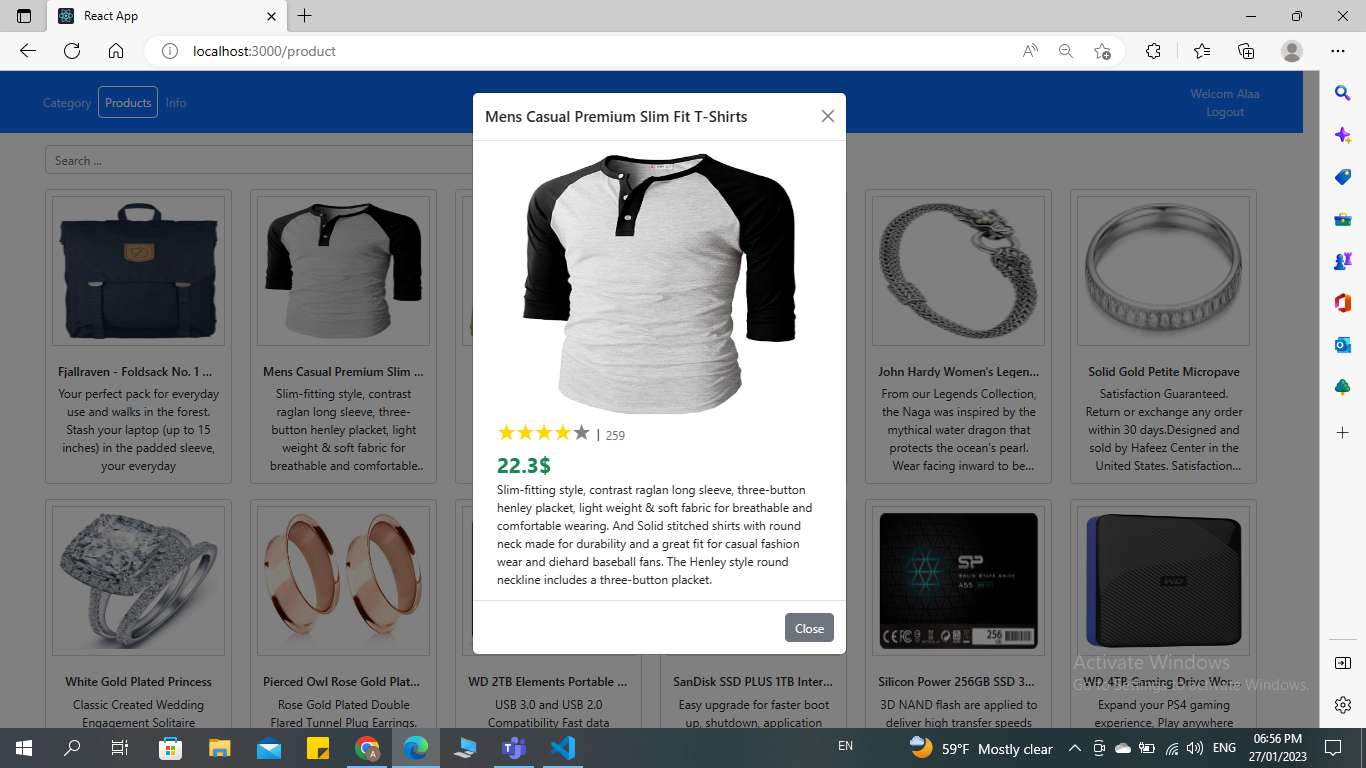 React App
localhost:3000/product
Category Products Info
Welcom Alaa
Logout
Search ...
Mens Casual Premium Slim Fit T-Shirts
| 259
22.3$
Slim-fitting style, contrast raglan long sleeve, three-button
henley placket, light weight & soft fabric for breathable and
comfortable wearing. And Solid stitched shirts with round
neck made for durability and a great fit for casual fashion
wear and diehard baseball fans. The Henley style round
neckline includes a three-button placket.
Close
Fjallraven - Foldsack No. 1 ...
Your perfect pack for everyday
use and walks in the forest.
Stash your laptop (up to 15
inches) in the padded sleeve,
your everyday
Mens Casual Premium Slim ...
Slim-fitting style, contrast
raglan long sleeve, three-
button henley placket, light
weight & soft fabric for
breathable and comfortable..
John Hardy Women's Legen...
From our Legends Collection,
the Naga was inspired by the
mythical water dragon that
protects the ocean's pearl.
Wear facing inward to be...
Solid Gold Petite Micropave
Satisfaction Guaranteed.
Return or exchange any order
within 30 days.Designed and
sold by Hafeez Center in the
United States. Satisfaction...
White Gold Plated Princess
Classic Created Wedding
Engagement Solitaire
Pierced Owl Rose Gold Plat...
Rose Gold Plated Double
Flared Tunnel Plug Earrings.
WD 2TB Elements Portable ...
USB 3.0 and USB 2.0
Compatibility Fast data
SanDisk SSD PLUS 1TB Inter...
Easy upgrade for faster boot
up, shutdown, application
SP
SOLID STATE DRIVE
A55
256
GB
Silicon Power 256GB SSD 3...
3D NAND flash are applied to
deliver high transfer speeds
WD
WD 4TB Gaming Drive Wor...
Expand your PS4 gaming
experience, Play anywhere
Activate Windows
Go to Settings to activate Windows.
EN
59°F Mostly clear
ENG
06:56 PM
27/01/2023